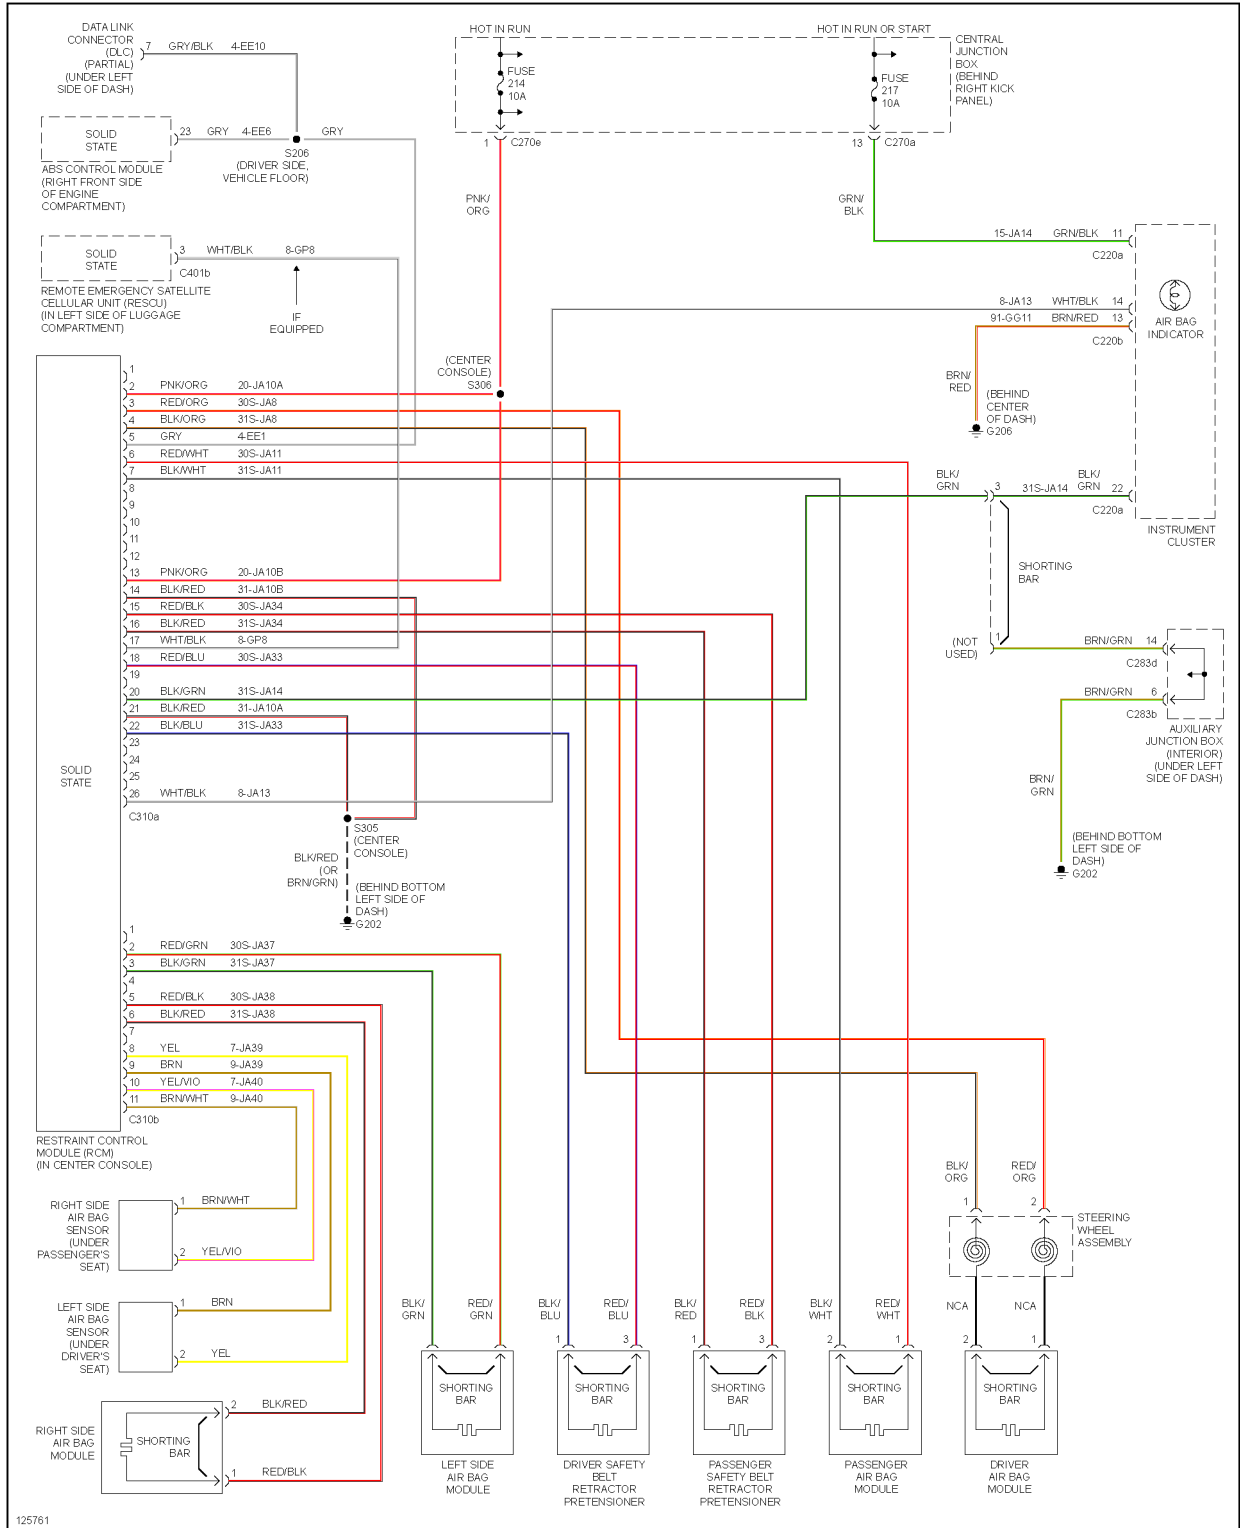 DATA LINK
CONNECTOR
(DLC)
(PARTIAL)
(UNDER LEFT
SIDE OF DASH)
7 GRY/BLK 4-EE10
SOLID
STATE
23 GRY 4-EE6
GRY
S206
(DRIVER SIDE,
VEHICLE FLOOR)
ABS CONTROL MODULE
(RIGHT FRONT SIDE
OF ENGINE
COMPARTMENT)
SOLID
STATE
3 WHT/BLK 8-GP8
C401b
REMOTE EMERGENCY SATELLITE
CELLULAR UNIT (RESCU)
(IN LEFT SIDE OF LUGGAGE
COMPARTMENT)
IF
EQUIPPED
HOT IN RUN
FUSE
214
10A
1 C270e
PNK/
ORG
HOT IN RUN OR START
FUSE
217
10A
13 C270a
GRN/
BLK
CENTRAL
JUNCTION
BOX
(BEHIND
RIGHT KICK
PANEL)
15-JA14 GRN/BLK 11
C220a
8-JA13 WHT/BLK 14
91-GG11 BRN/RED 13
C220b
AIR BAG
INDICATOR
BRN/
RED
(BEHIND
CENTER
OF DASH)
G206
(CENTER
CONSOLE)
S306
BLK/
GRN
3 31S-JA14
BLK/
GRN
22
C220a
INSTRUMENT
CLUSTER
SHORTING
BAR
(NOT
USED)
1
BRN/GRN 14
C283d
BRN/GRN 6
C283b
AUXILIARY
JUNCTION BOX
(INTERIOR)
(UNDER LEFT
SIDE OF DASH)
BRN/
GRN
(BEHIND BOTTOM
LEFT SIDE OF
DASH)
G202
1
2 PNK/ORG 20-JA10A
3 RED/ORG 30S-JA8
4 BLK/ORG 31S-JA8
5 GRY 4-EE1
6 RED/WHT 30S-JA11
7 BLK/WHT 31S-JA11
8
9
10
11
12
13 PNK/ORG 20-JA10B
14 BLK/RED 31-JA10B
15 RED/BLK 30S-JA34
16 BLK/RED 31S-JA34
17 WHT/BLK 8-GP8
18 RED/BLU 30S-JA33
19
20 BLK/GRN 31S-JA14
21 BLK/RED 31-JA10A
22 BLK/BLU 31S-JA33
23
24
25
26 WHT/BLK 8-JA13
C310a
SOLID
STATE
S305
(CENTER
CONSOLE)
BLK/RED
(OR
BRN/GRN)
(BEHIND BOTTOM
LEFT SIDE OF
DASH)
G202
1
2 RED/GRN 30S-JA37
3 BLK/GRN 31S-JA37
4
5 RED/BLK 30S-JA38
6 BLK/RED 31S-JA38
7
8 YEL 7-JA39
9 BRN 9-JA39
10 YEL/VIO 7-JA40
11 BRN/WHT 9-JA40
C310b
RESTRAINT CONTROL
MODULE (RCM)
(IN CENTER CONSOLE)
RIGHT SIDE
AIR BAG
SENSOR
(UNDER
PASSENGER'S
SEAT)
1 BRN/WHT
2 YEL/VIO
LEFT SIDE
AIR BAG
SENSOR
(UNDER
DRIVER'S
SEAT)
1 BRN
2 YEL
RIGHT SIDE
AIR BAG
MODULE
SHORTING
BAR
2 BLK/RED
1 RED/BLK
BLK/
ORG
RED/
ORG
1 2
STEERING
WHEEL
ASSEMBLY
NCA NCA
BLK/
GRN
RED/
GRN
SHORTING
BAR
LEFT SIDE
AIR BAG
MODULE
BLK/
BLU
RED/
BLU
1 3
SHORTING
BAR
DRIVER SAFETY
BELT
RETRACTOR
PRETENSIONER
BLK/
RED
RED/
BLK
1 3
SHORTING
BAR
PASSENGER
SAFETY BELT
RETRACTOR
PRETENSIONER
BLK/
WHT
RED/
WHT
2 1
SHORTING
BAR
PASSENGER
AIR BAG
MODULE
2 1
SHORTING
BAR
DRIVER
AIR BAG
MODULE
125761